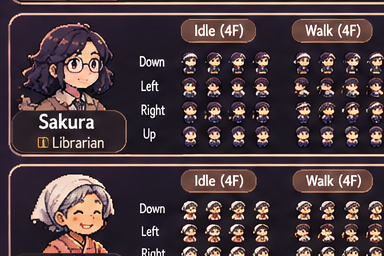 Idle (4F) Walk (4F)
Down
Left
Right
Up
Sakura
Librarian
Idle (4F) Walk (4F)
Down
Left
Right